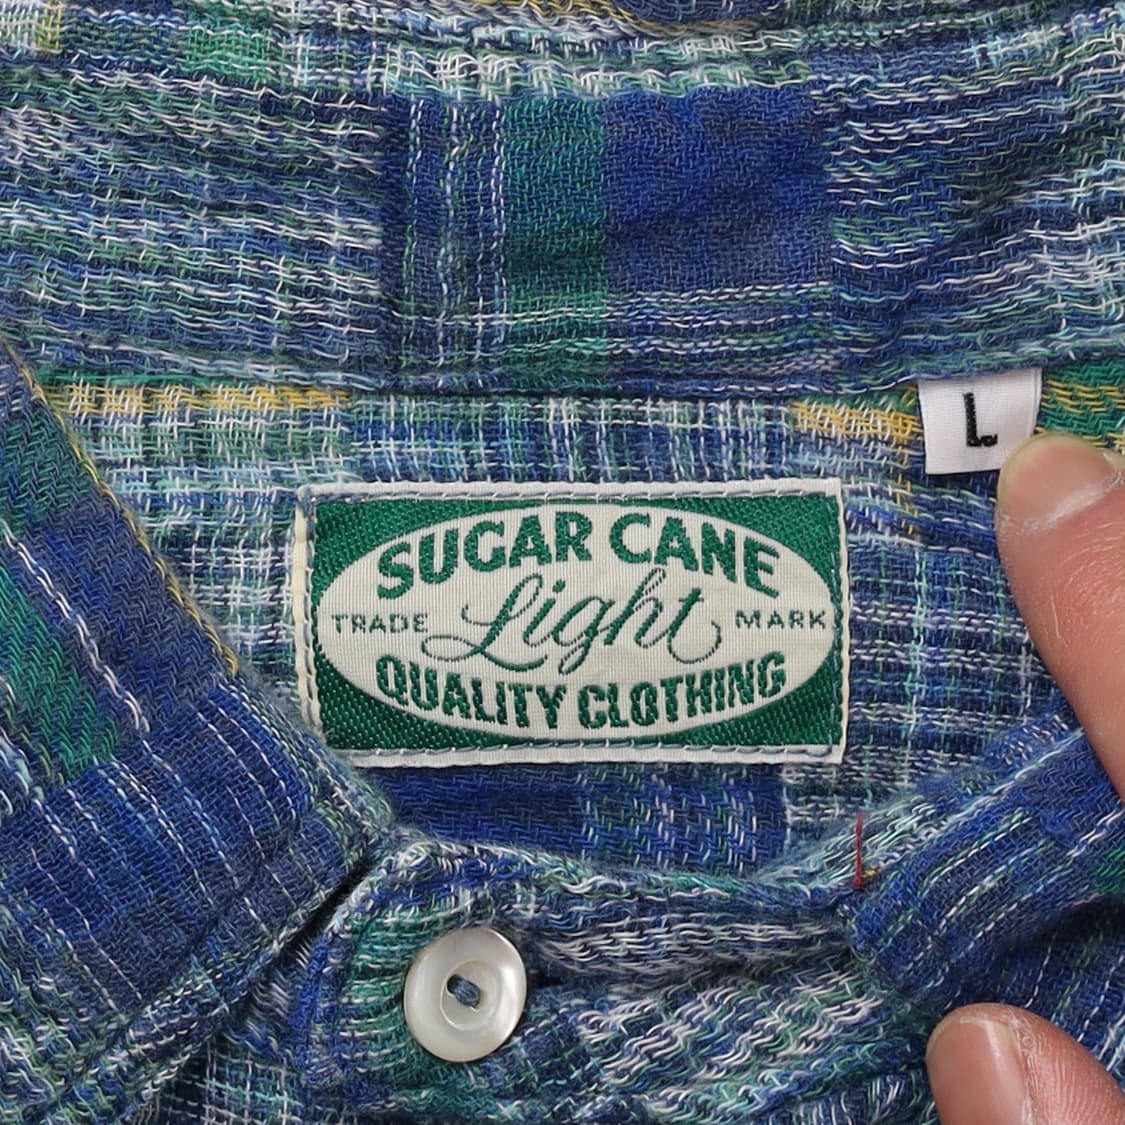 L
SUGAR CANE
Light
TRADE MARK
QUALITY CLOTHING